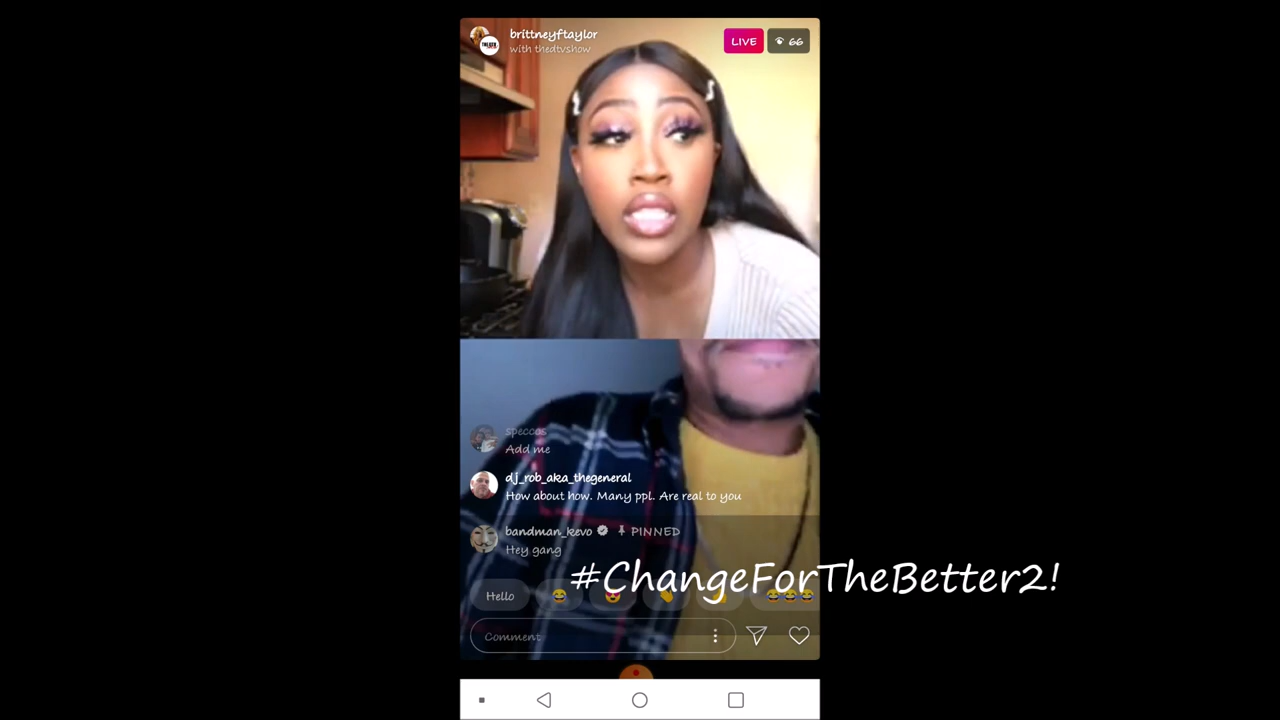 brittneyftaylor
with thedtvshow
LIVE
66
speccos
Add me
dj_rob_aka_thegeneral
How about how. Many ppl. Are real to you
bandman_kevo PINNED
Hey gang
#ChangeForTheBetter2!
Hello
Comment